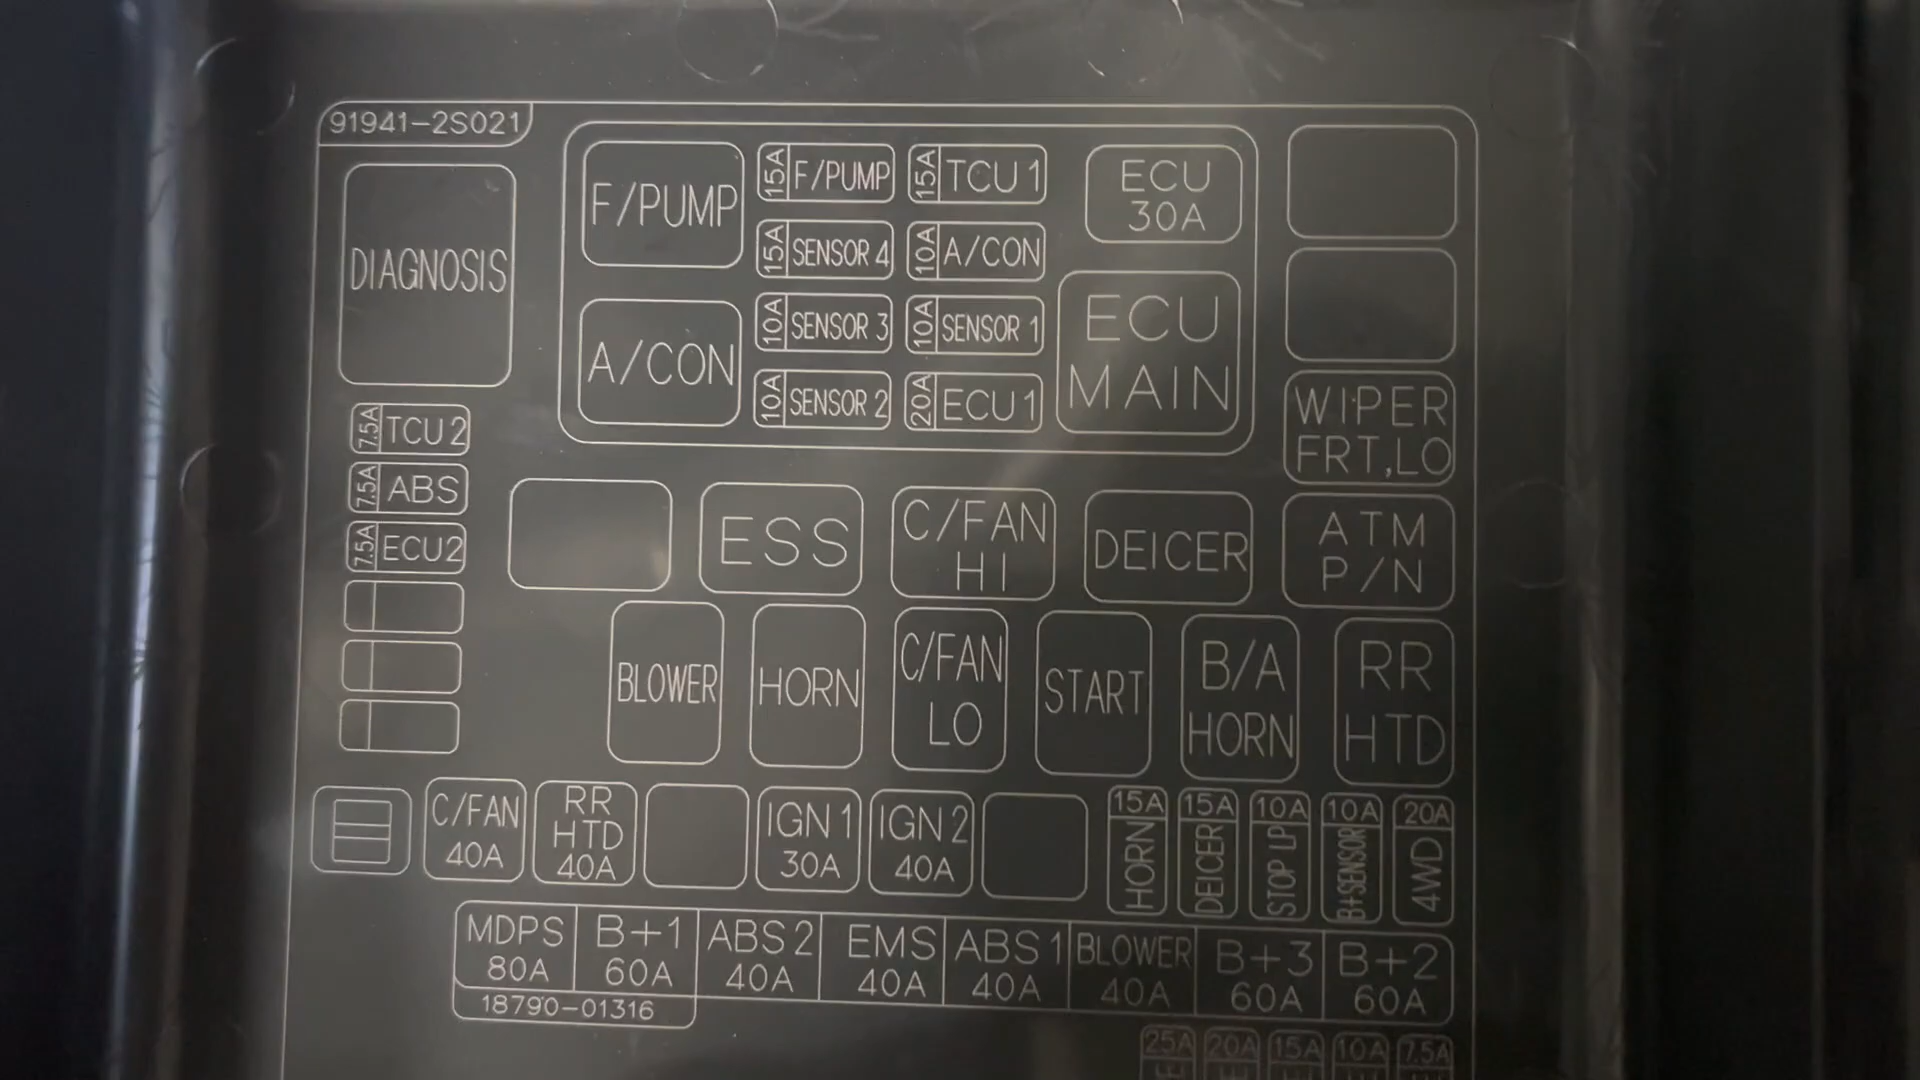 91941-2S021
DIAGNOSIS
F/PUMP
15A F/PUMP
15A TCU 1
ECU
30A
15A SENSOR 4
10A A/CON
A/CON
10A SENSOR 3
10A SENSOR 1
ECU
MAIN
10A SENSOR 2
20A ECU 1
WIPER
FRT,LO
7.5A TCU 2
7.5A ABS
7.5A ECU2
ESS
C/FAN
HI
DEICER
ATM
P/N
BLOWER
HORN
C/FAN
LO
START
B/A
HORN
RR
HTD
C/FAN
40A
RR
HTD
40A
IGN 1
30A
IGN 2
40A
15A
HORN
15A
DEICER
10A
STOP LP
10A
B+SENSOR
20A
4WD
MDPS
80A
B+1
60A
ABS 2
40A
EMS
40A
ABS 1
40A
BLOWER
40A
B+3
60A
B+2
60A
18790-01316
25A
20A
15A
10A
7.5A